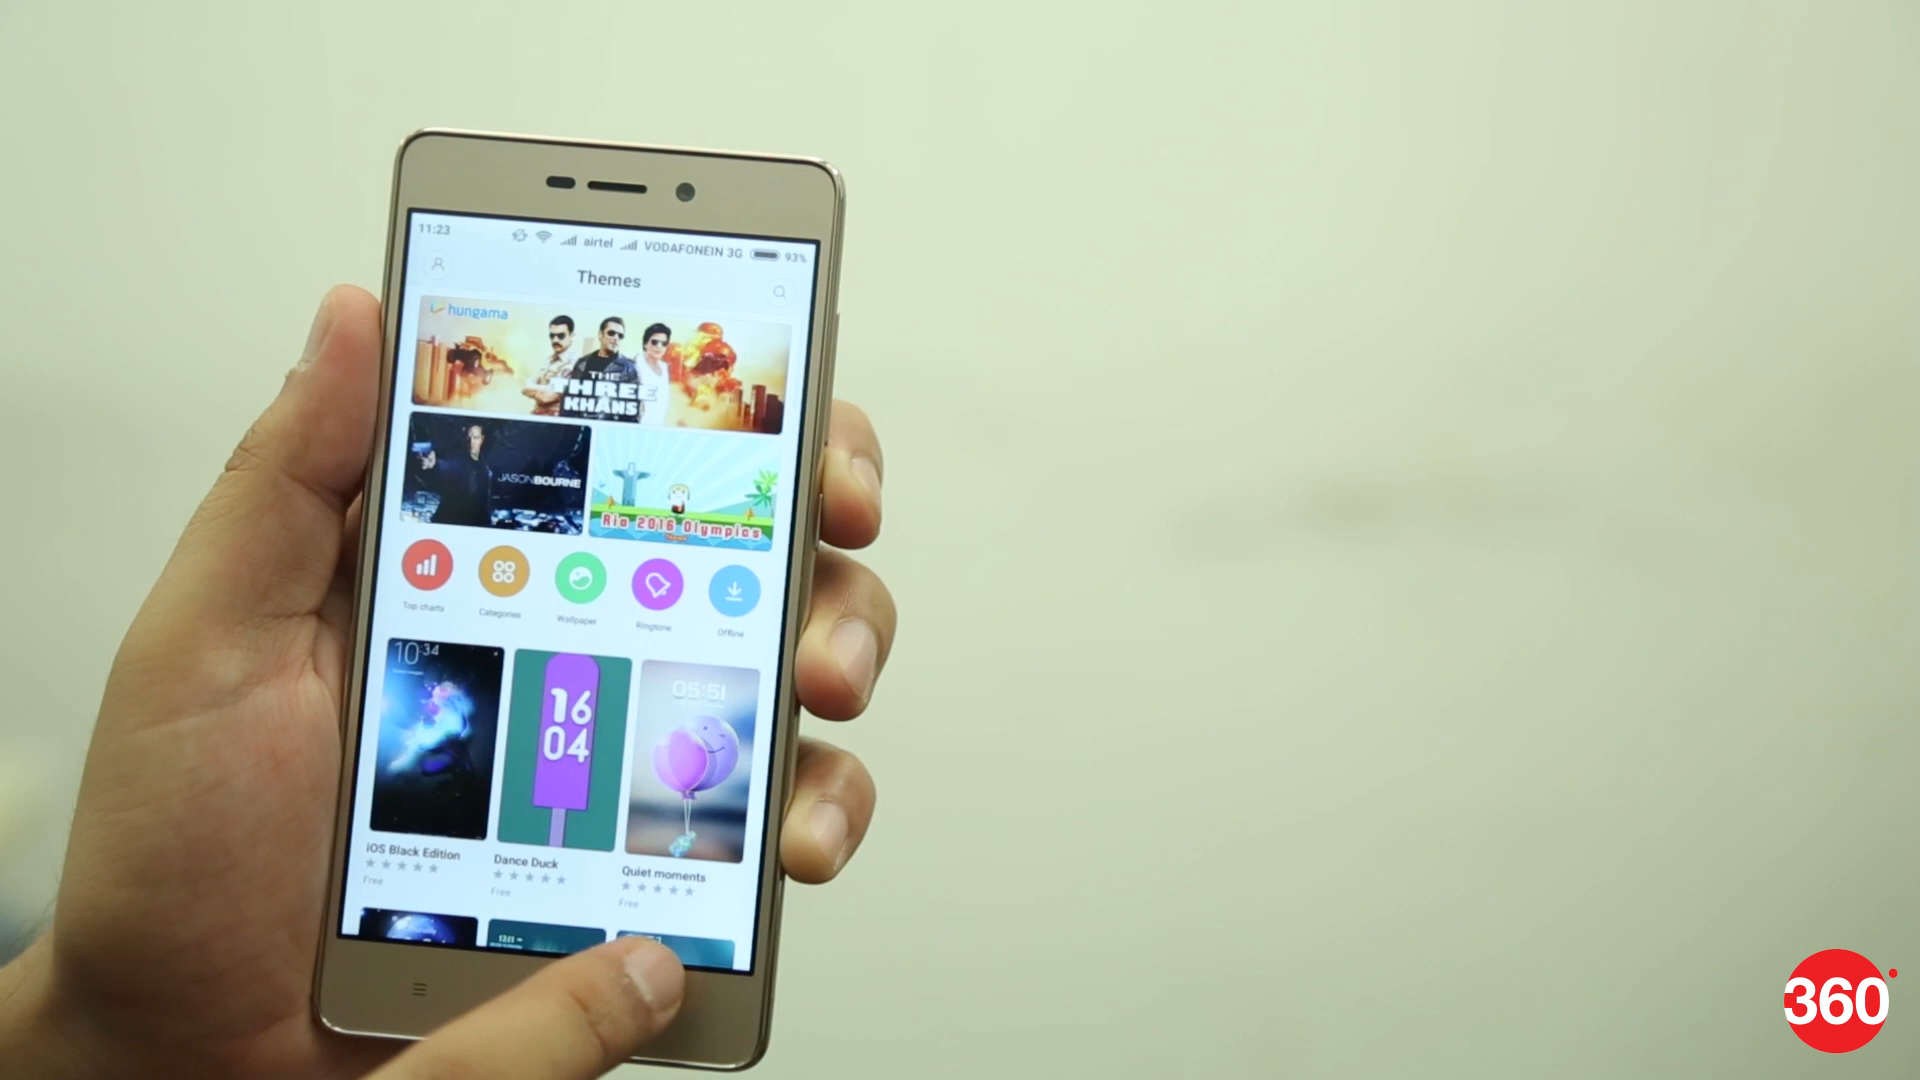 11:23 airtel VODAFONEIN 3G 93%
Themes
hungama
THE
THREE
KHANS
JASON BOURNE
Rio 2016 Olympics
Top charts Categories Wallpaper Ringtone Offline
10:34
16
04
05:51
iOS Black Edition Dance Duck Quiet moments
Free Free Free
12:11
360